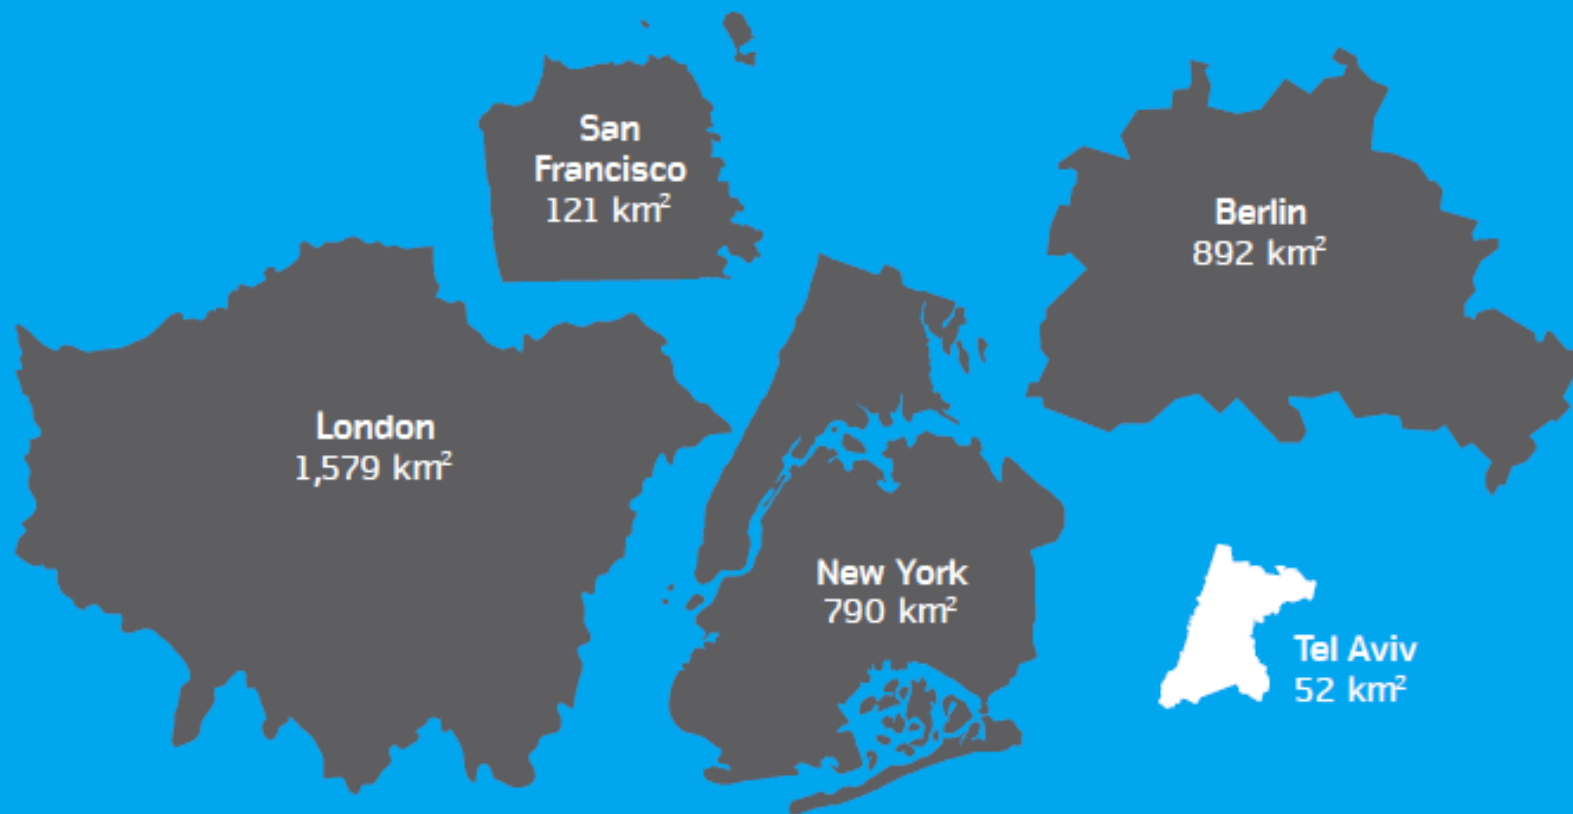 San
Francisco
121 km²
Berlin
892 km²
London
1,579 km²
New York
790 km²
Tel Aviv
52 km²